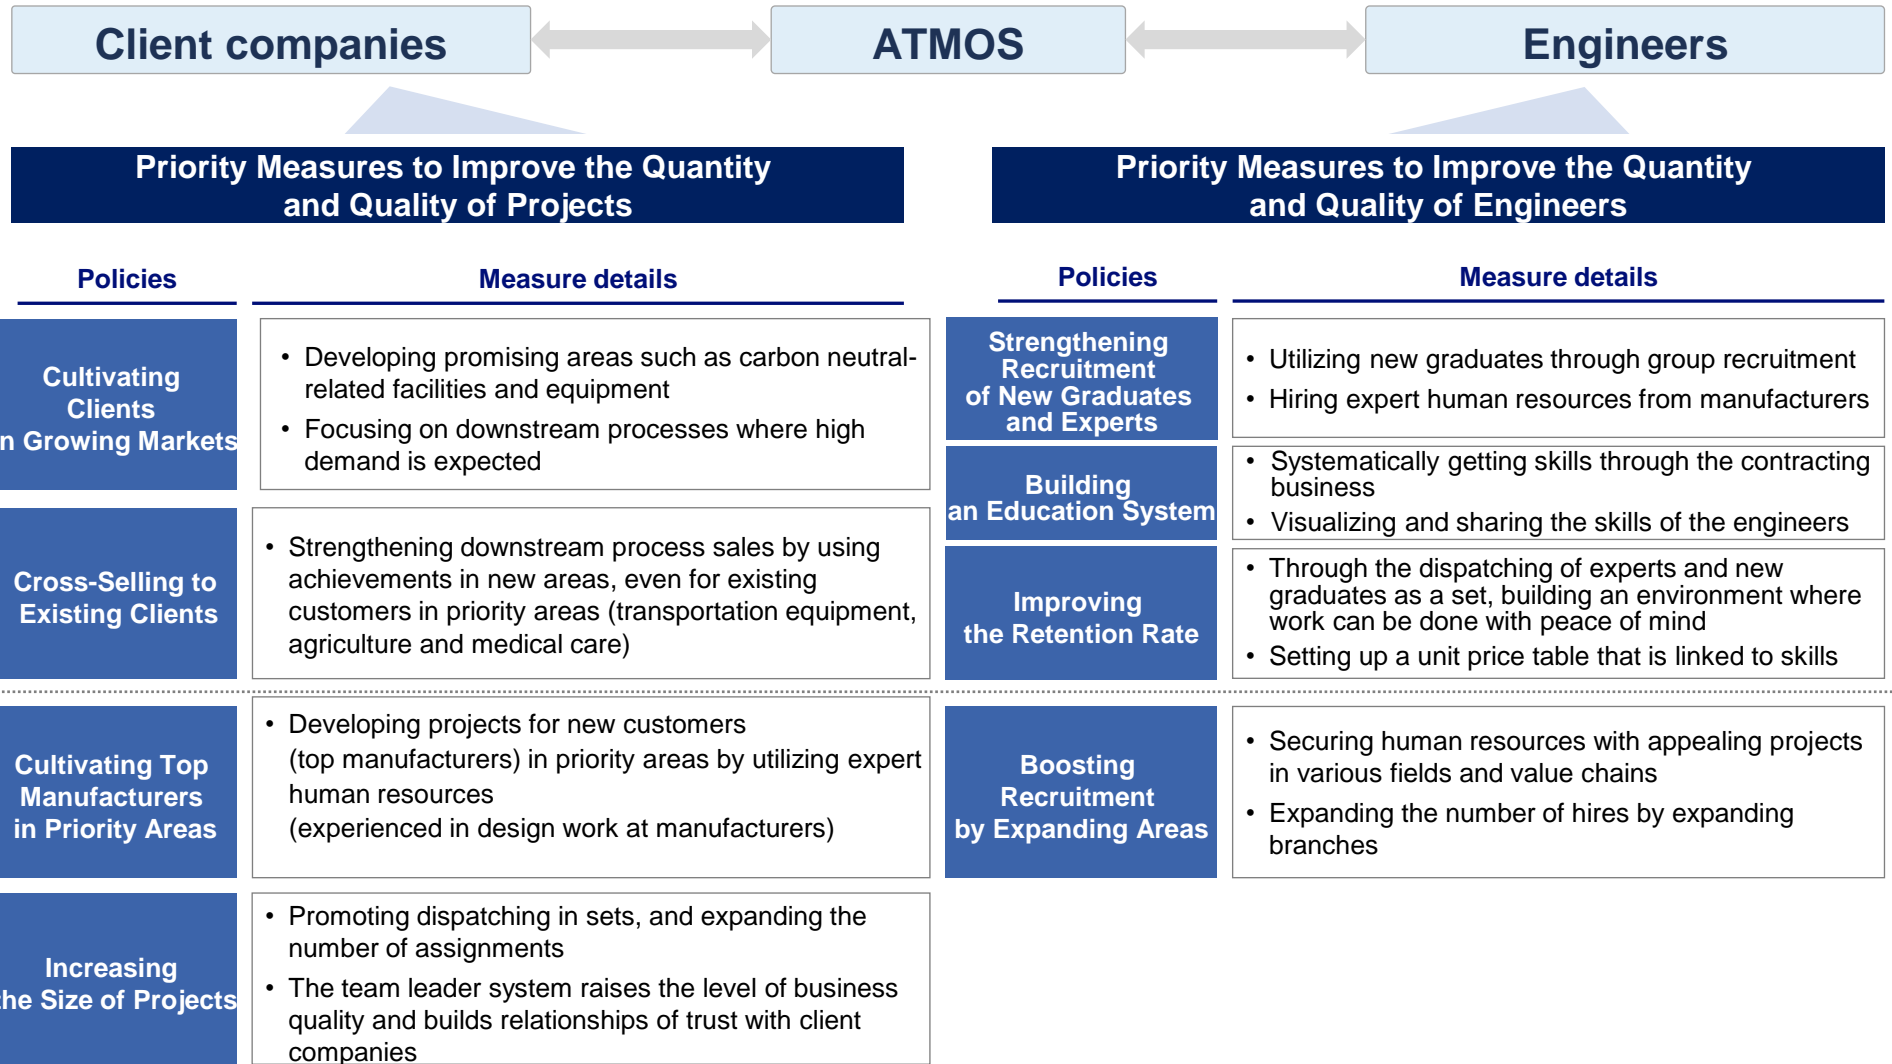 Client companies
ATMOS
Engineers
Priority Measures to Improve the Quantity
and Quality of Projects
Policies
Measure details
Cultivating
Clients
n Growing Markets
• Developing promising areas such as carbon neutral-
related facilities and equipment
• Focusing on downstream processes where high
demand is expected
Cross-Selling to
Existing Clients
• Strengthening downstream process sales by using
achievements in new areas, even for existing
customers in priority areas (transportation equipment,
agriculture and medical care)
Cultivating Top
Manufacturers
in Priority Areas
• Developing projects for new customers
(top manufacturers) in priority areas by utilizing expert
human resources
(experienced in design work at manufacturers)
Increasing
the Size of Projects
• Promoting dispatching in sets, and expanding the
number of assignments
• The team leader system raises the level of business
quality and builds relationships of trust with client
companies
Priority Measures to Improve the Quantity
and Quality of Engineers
Policies
Measure details
Strengthening
Recruitment
of New Graduates
and Experts
• Utilizing new graduates through group recruitment
• Hiring expert human resources from manufacturers
Building
an Education System
• Systematically getting skills through the contracting
business
• Visualizing and sharing the skills of the engineers
Improving
the Retention Rate
• Through the dispatching of experts and new
graduates as a set, building an environment where
work can be done with peace of mind
• Setting up a unit price table that is linked to skills
Boosting
Recruitment
by Expanding Areas
• Securing human resources with appealing projects
in various fields and value chains
• Expanding the number of hires by expanding
branches